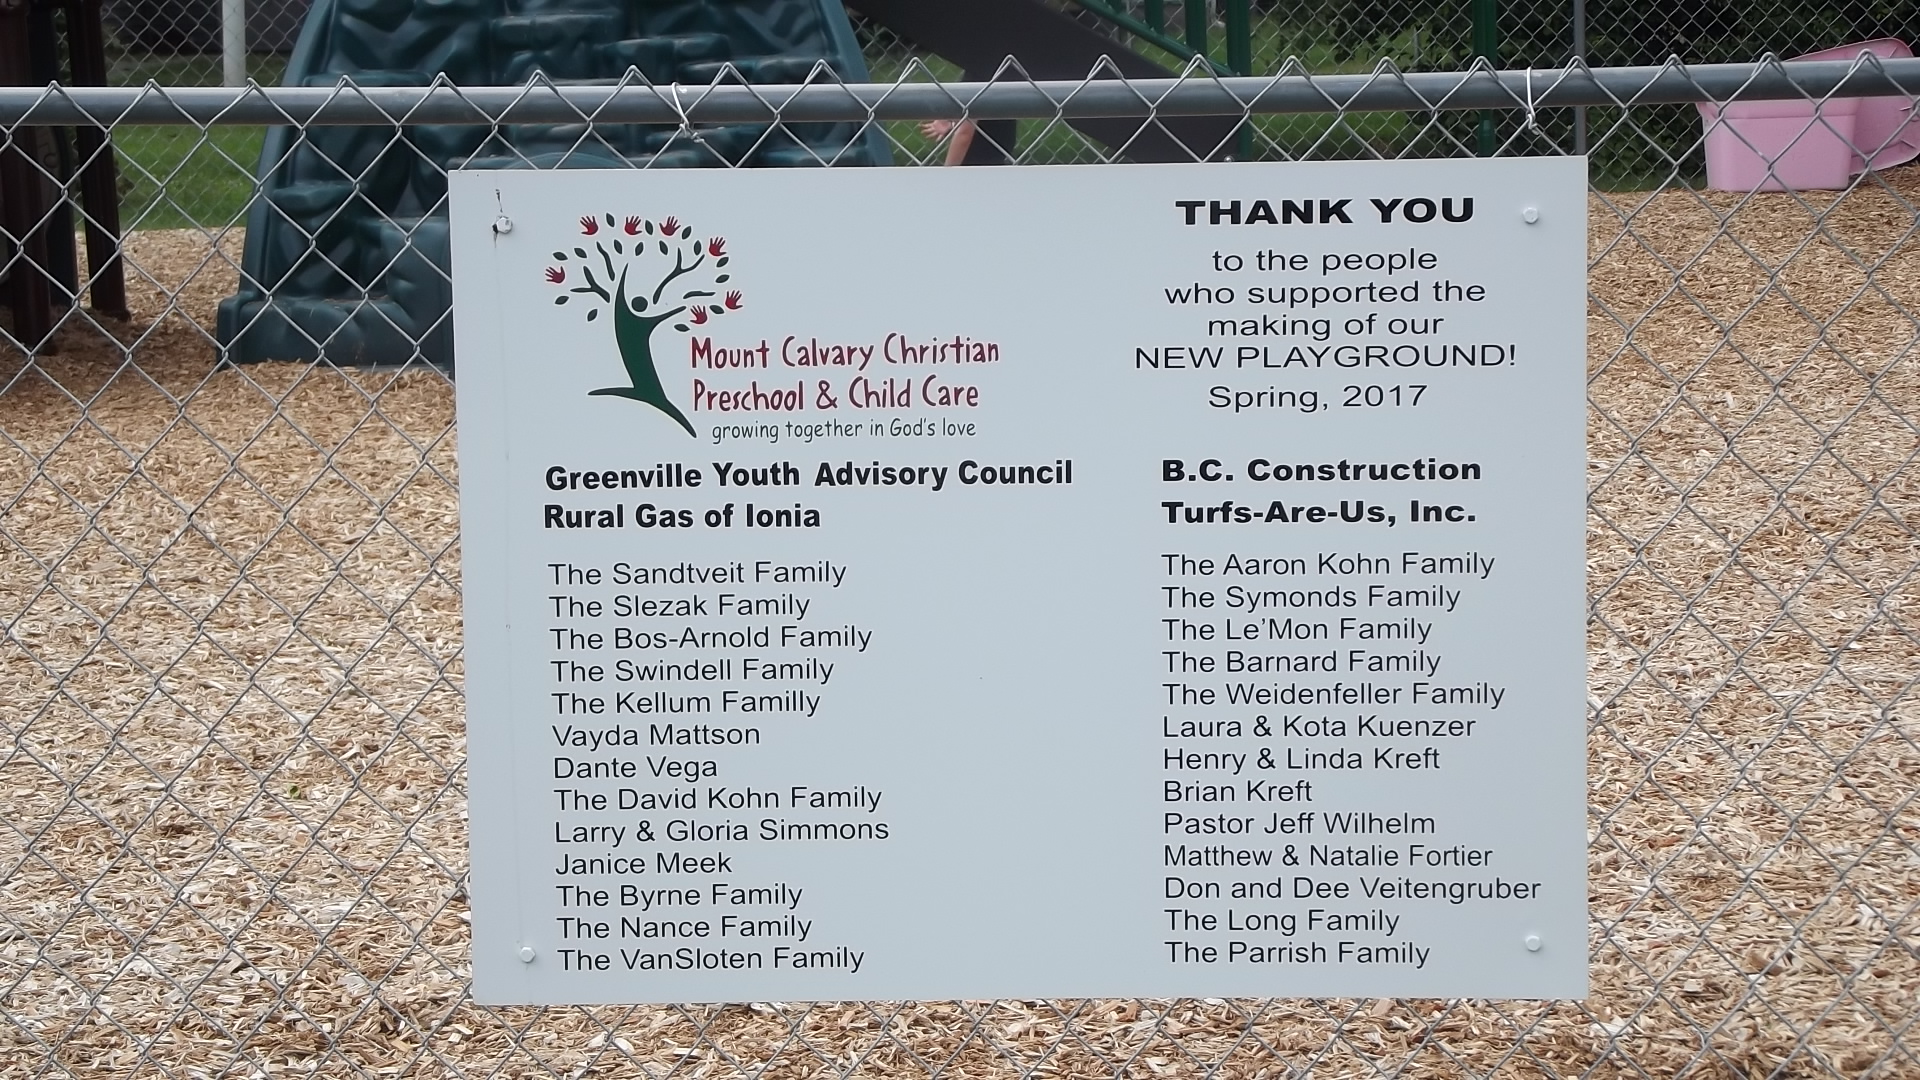 Mount Calvary Christian
Preschool & Child Care
growing together in God's love
THANK YOU
to the people
who supported the
making of our
NEW PLAYGROUND!
Spring, 2017
Greenville Youth Advisory Council
Rural Gas of Ionia
The Sandtveit Family
The Slezak Family
The Bos-Arnold Family
The Swindell Family
The Kellum Familly
Vayda Mattson
Dante Vega
The David Kohn Family
Larry & Gloria Simmons
Janice Meek
The Byrne Family
The Nance Family
The VanSloten Family
B.C. Construction
Turfs-Are-Us, Inc.
The Aaron Kohn Family
The Symonds Family
The Le’Mon Family
The Barnard Family
The Weidenfeller Family
Laura & Kota Kuenzer
Henry & Linda Kreft
Brian Kreft
Pastor Jeff Wilhelm
Matthew & Natalie Fortier
Don and Dee Veitengruber
The Long Family
The Parrish Family